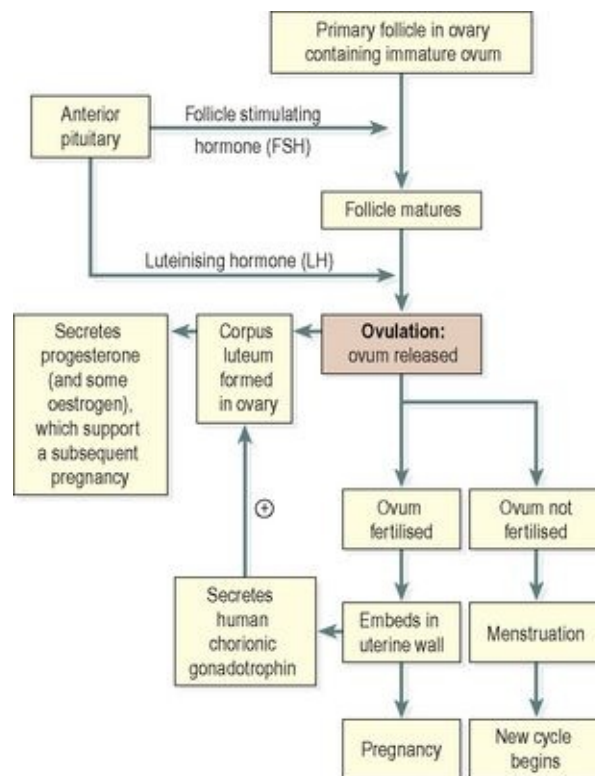 Primary follicle in ovary
containing immature ovum
Anterior
pituitary
Follicle stimulating
hormone (FSH)
Follicle matures
Luteinising hormone (LH)
Secretes
progesterone
(and some
oestrogen),
which support
a subsequent
pregnancy
Corpus
luteum
formed
in ovary
Ovulation:
ovum released
+
Ovum
fertilised
Ovum not
fertilised
Secretes
human
chorionic
gonadotrophin
Embeds in
uterine wall
Menstruation
Pregnancy
New cycle
begins